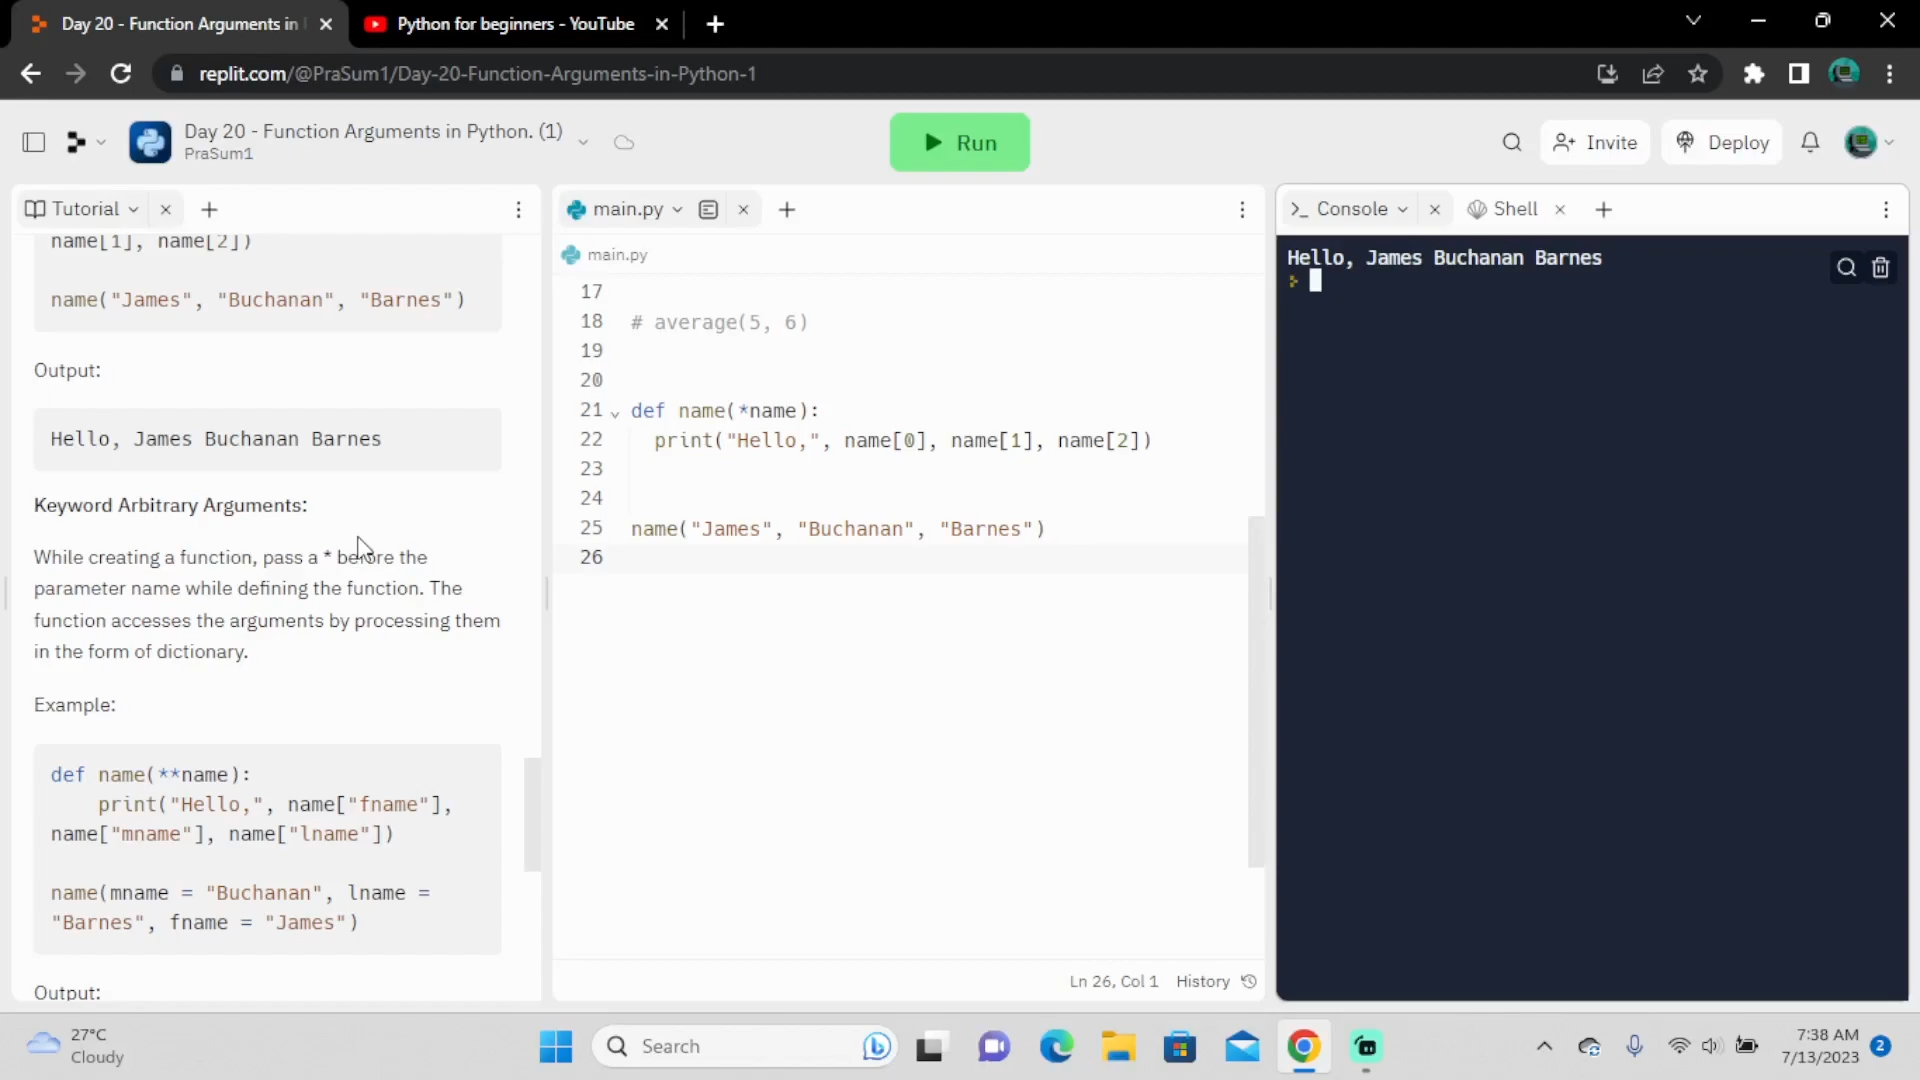 Day 20 - Function Arguments in
Python for beginners - YouTube
replit.com/@PraSum1/Day-20-Function-Arguments-in-Python-1
Day 20 - Function Arguments in Python. (1)
PraSum1
Run
Invite
Deploy
Tutorial
name[1], name[2])
name("James", "Buchanan", "Barnes")
Output:
Hello, James Buchanan Barnes
Keyword Arbitrary Arguments:
While creating a function, pass a * before the
parameter name while defining the function. The
function accesses the arguments by processing them
in the form of dictionary.
Example:
def name(**name):
    print("Hello,", name["fname"],
name["mname"], name["lname"])
name(mname = "Buchanan", lname =
"Barnes", fname = "James")
Output:
main.py
main.py
17
18 # average(5, 6)
19
20
21 def name(*name):
22   print("Hello,", name[0], name[1], name[2])
23
24
25 name("James", "Buchanan", "Barnes")
26
Ln 26, Col 1 History
Console
Shell
Hello, James Buchanan Barnes
27°C
Cloudy
Search
7:38 AM
7/13/2023
2